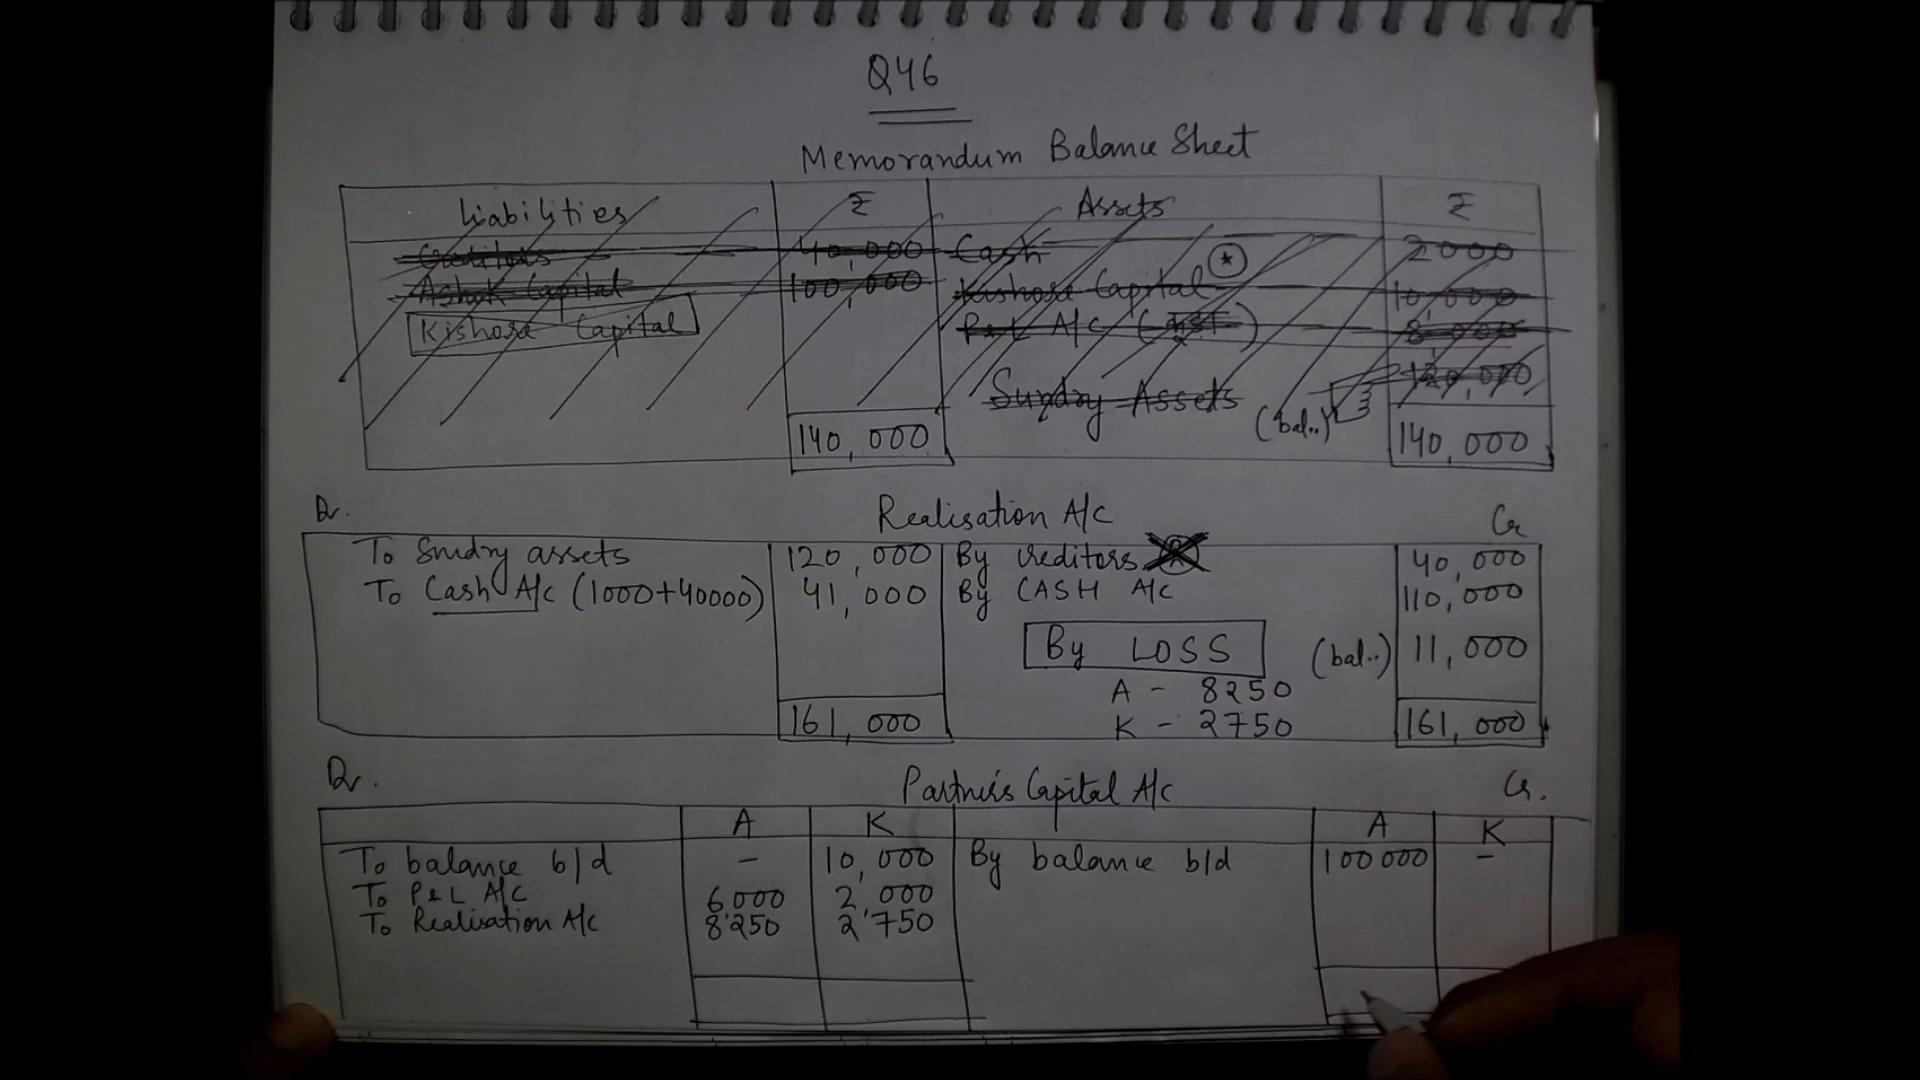 Q46
Memorandum Balance Sheet
Liabilities ₹ Assets ₹
Creditors 40,000 Cash 2000
Ashok Capital 100,000 Kishore Capital * 10,000
Kishore Capital P&L A/c ( ) 8,000
Sundry Assets (bal..) 120,000
140,000 140,000
Dr. Realisation A/c Cr
To Sundry assets 120,000 By Creditors 40,000
To Cash A/c (1000+40000) 41,000 By CASH A/c 110,000
By LOSS (bal..) 11,000
A - 8250
K - 2750
161,000 161,000
Dr. Partner's Capital A/c Cr.
A K A K
To balance b/d - 10,000 By balance b/d 100000 -
To P&L A/c 6000 2,000
To Realisation A/c 8'250 2'750